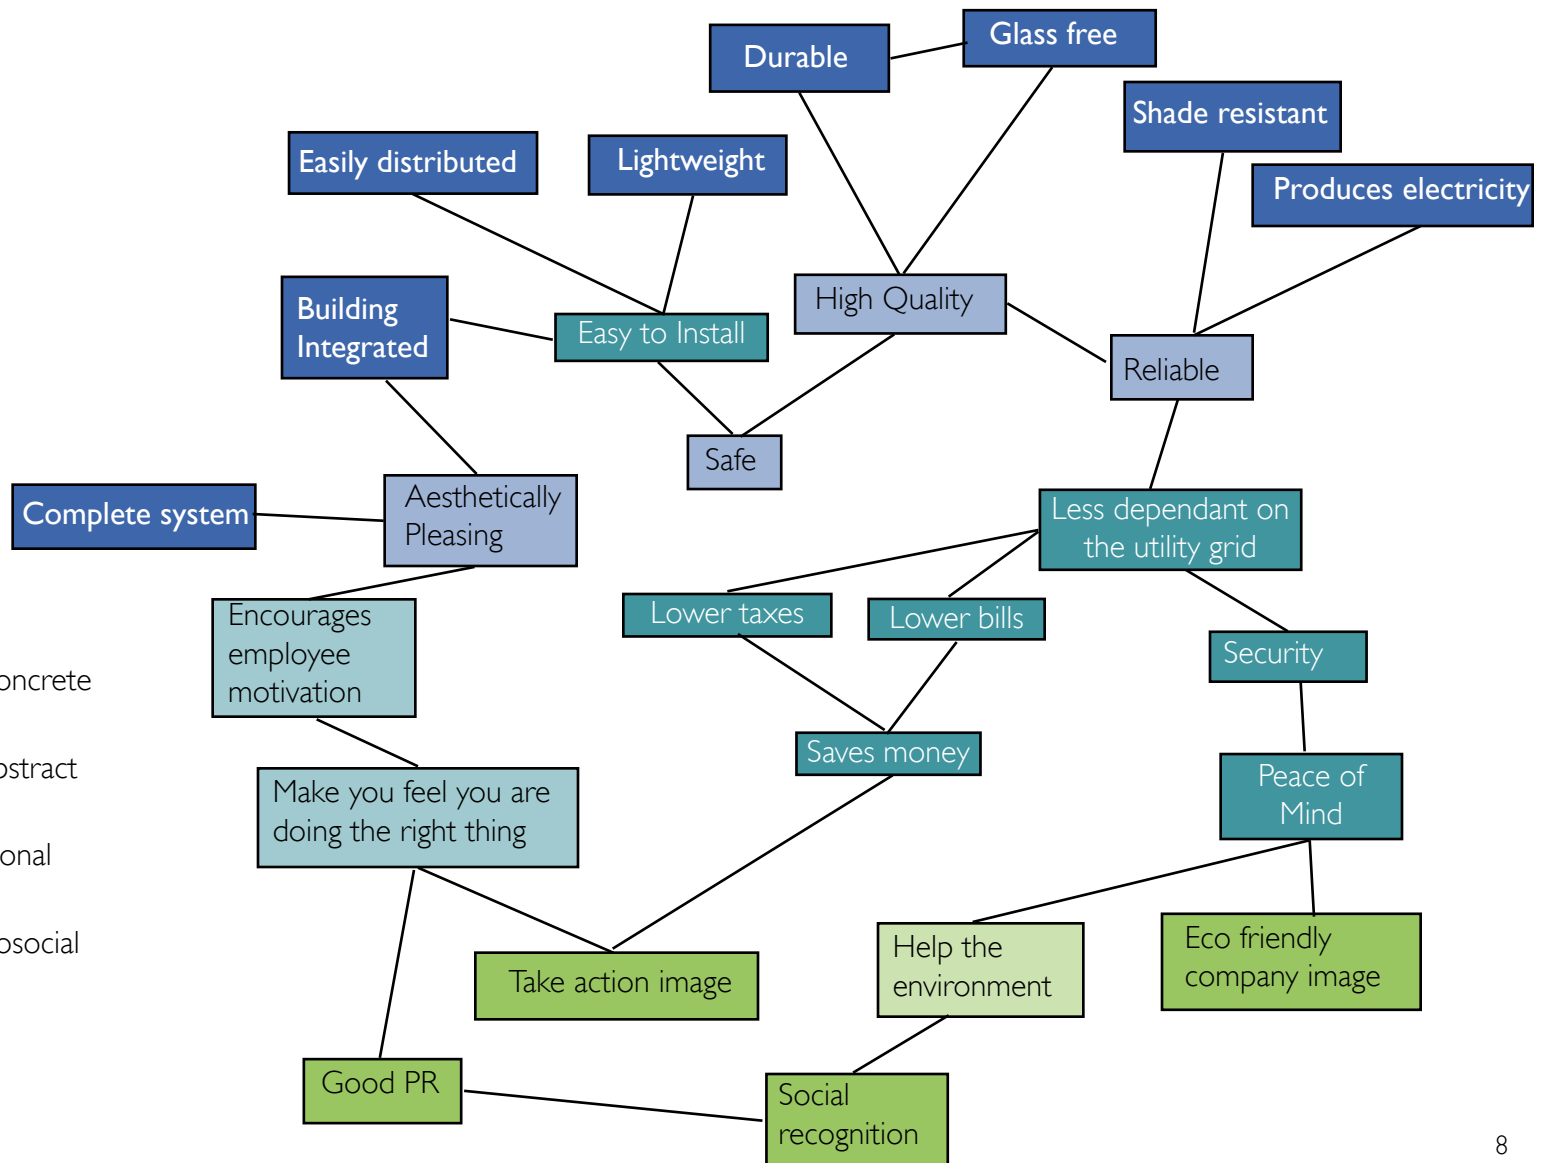 Glass free
Durable
Shade resistant
Easily distributed
Lightweight
Produces electricity
Building
Integrated
Easy to Install
High Quality
Reliable
Safe
Aesthetically
Pleasing
Complete system
Less dependant on
the utility grid
Encourages
employee
motivation
Lower taxes
Lower bills
Security
oncrete
Saves money
bstract
Peace of
Mind
Make you feel you are
doing the right thing
onal
osocial
Help the
environment
Eco friendly
company image
Take action image
Good PR
Social
recognition
8